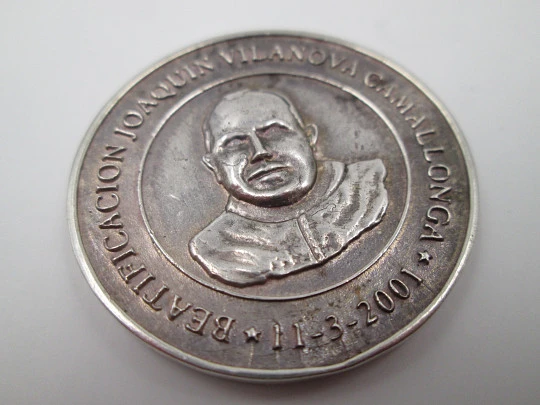 BEATIFICACION JOAQUIN VILANOVA CAMALLONGA
★ 11-3-2001 ★